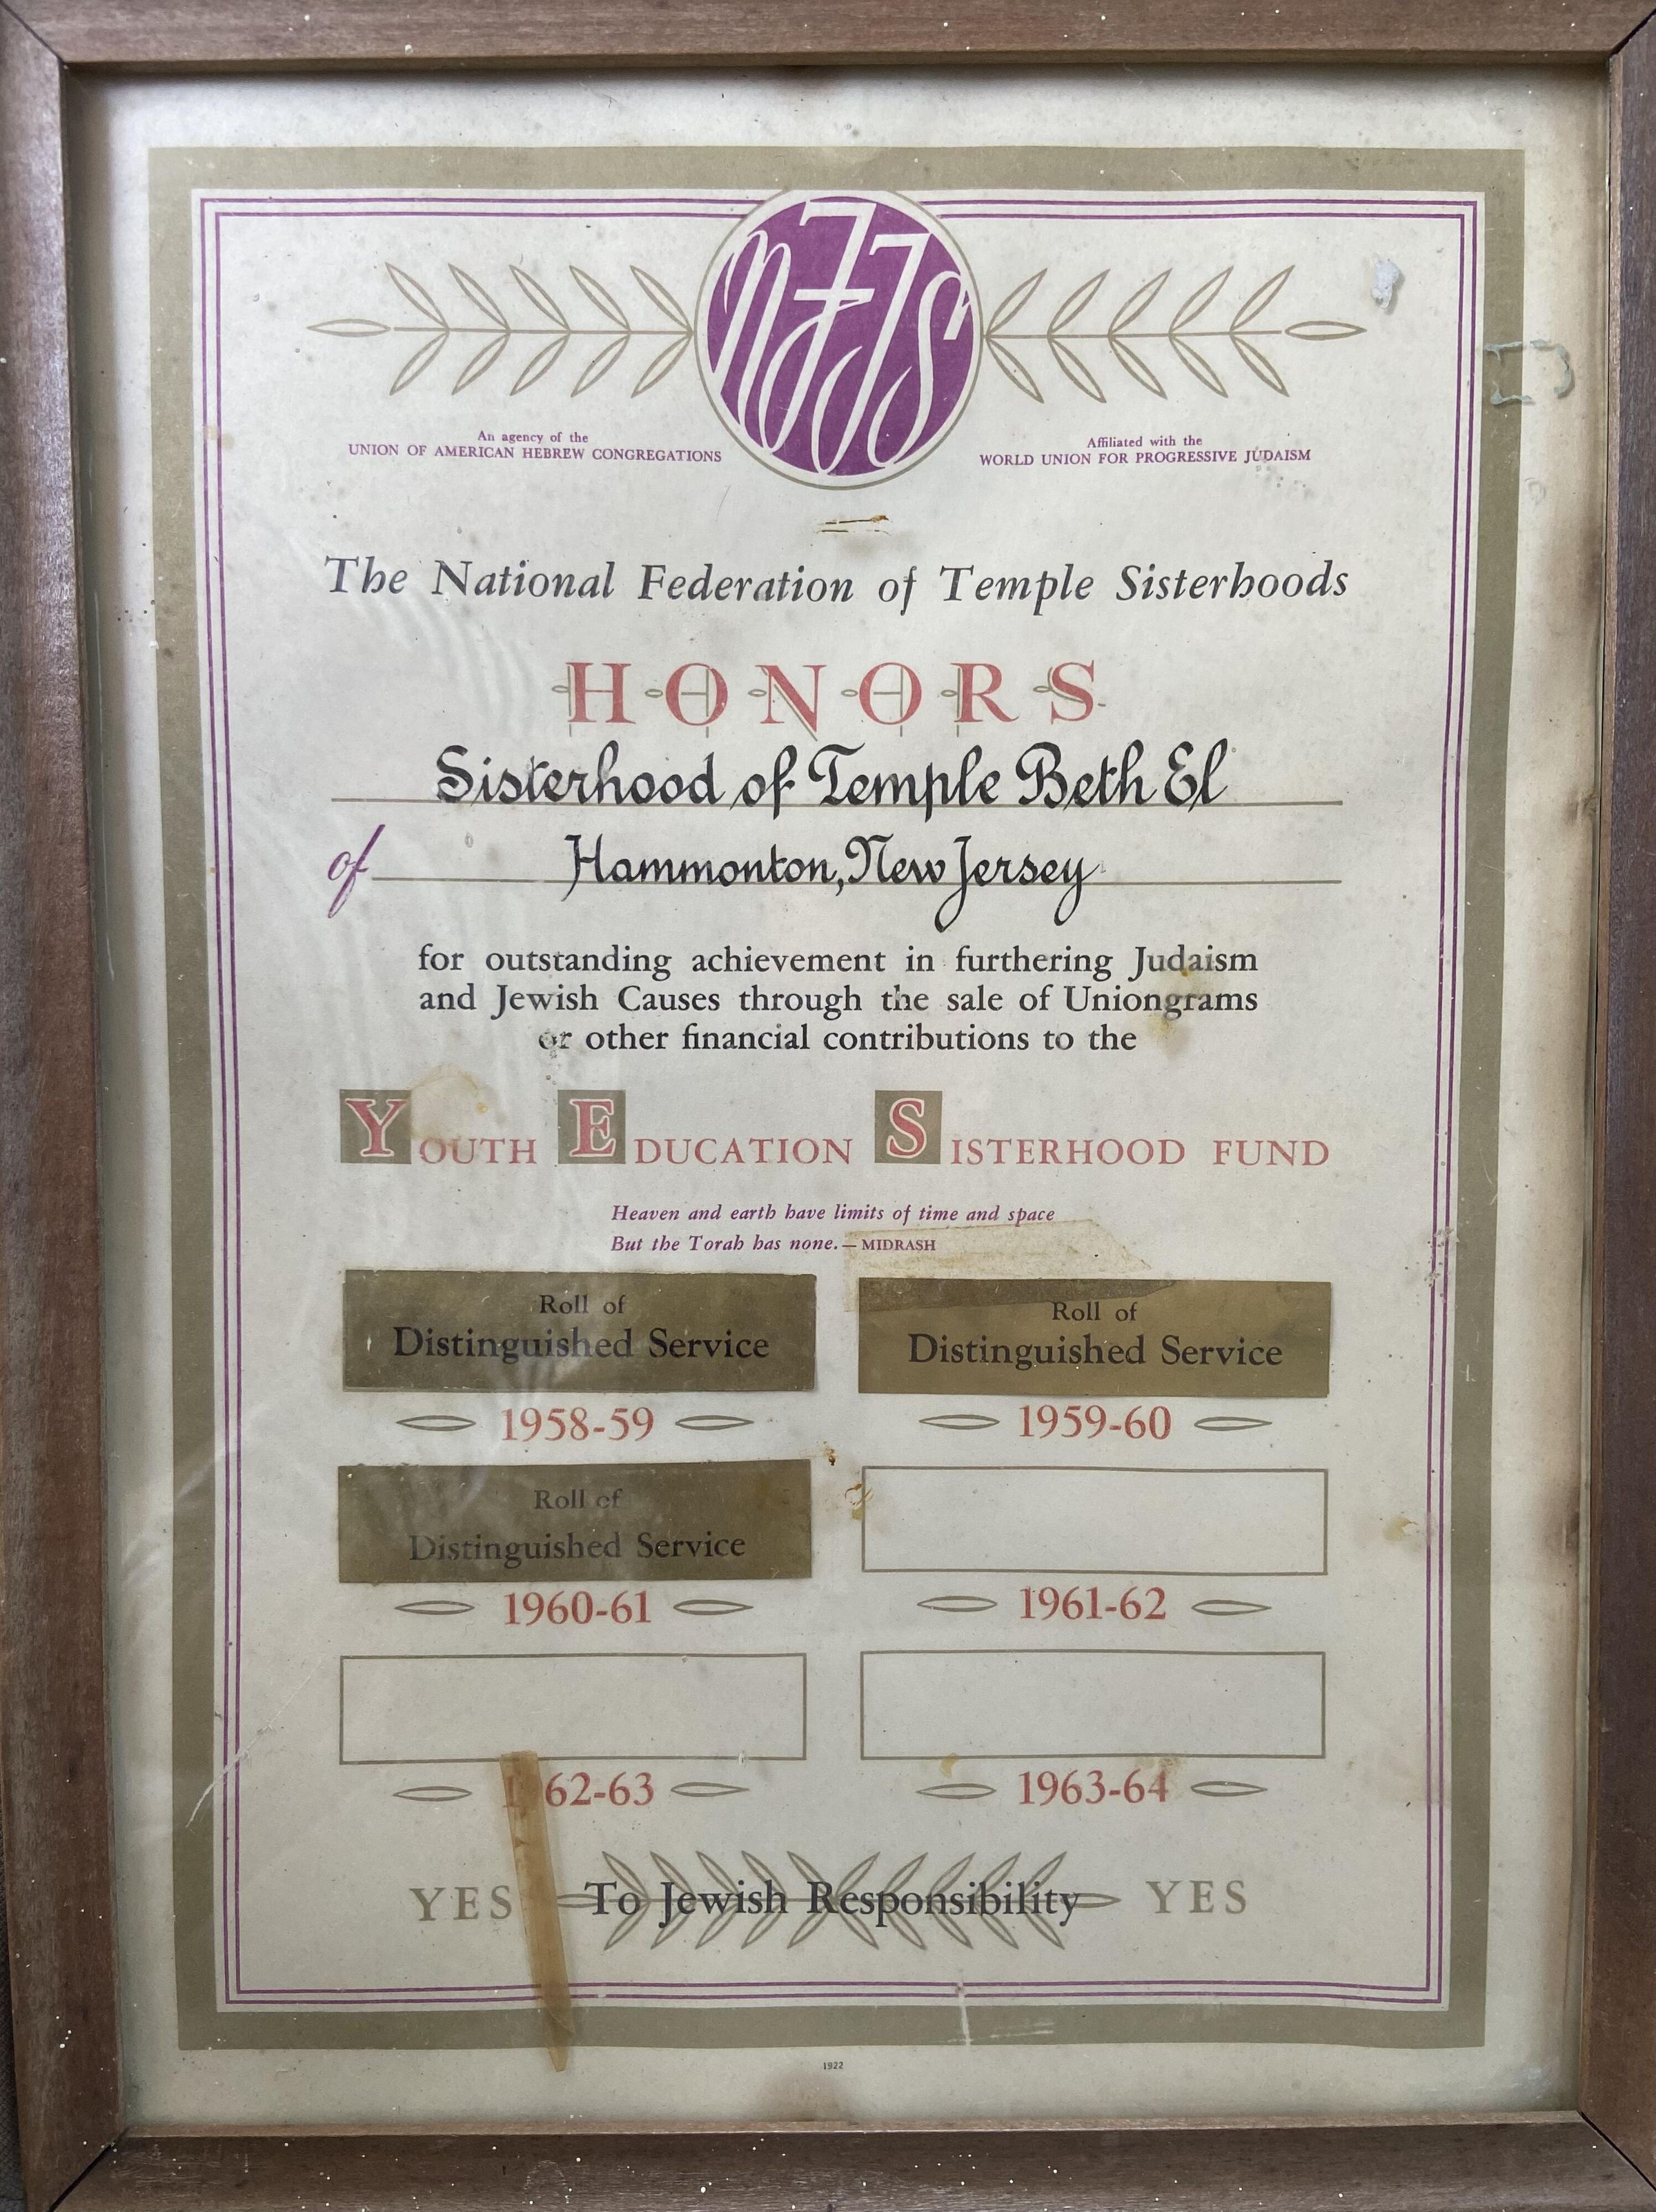 NFTS
An agency of the
UNION OF AMERICAN HEBREW CONGREGATIONS
Affiliated with the
WORLD UNION FOR PROGRESSIVE JUDAISM
The National Federation of Temple Sisterhoods
HONORS
Sisterhood of Temple Beth El
of Hammonton, New Jersey
for outstanding achievement in furthering Judaism
and Jewish Causes through the sale of Uniongrams
or other financial contributions to the
YOUTH EDUCATION SISTERHOOD FUND
Heaven and earth have limits of time and space
But the Torah has none.—MIDRASH
Roll of
Distinguished Service
1958-59
Roll of
Distinguished Service
1959-60
Roll of
Distinguished Service
1960-61
1961-62
1962-63
1963-64
YES To Jewish Responsibility YES
1922